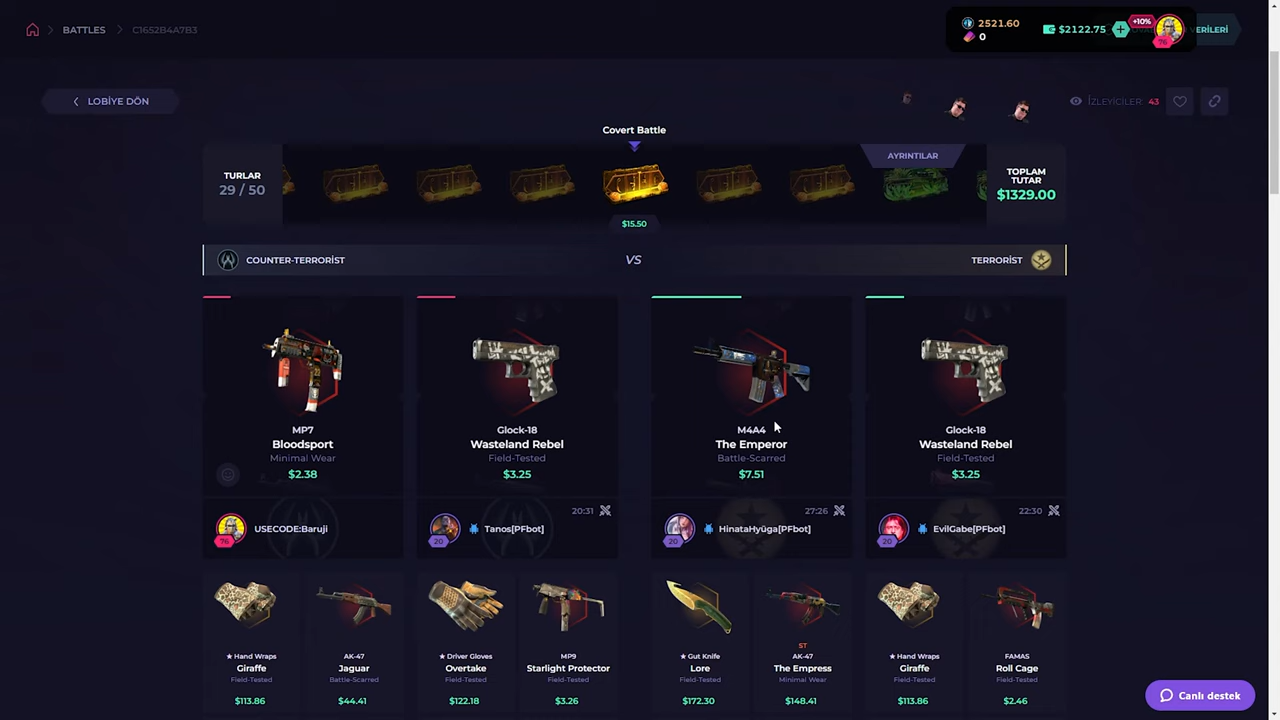 2521.60
0
$2122.75
+10%
76
VERİLERİ
BATTLES
C1652B4A7B3
LOBİYE DÖN
İZLEYİCİLER 43
Covert Battle
AYRINTILAR
TURLAR
29 / 50
TOPLAM
TUTAR
$1329.00
$15.50
COUNTER-TERRORİST
VS
TERRORİST
MP7
Bloodsport
Minimal Wear
$2.38
Glock-18
Wasteland Rebel
Field-Tested
$3.25
M4A4
The Emperor
Battle-Scarred
$7.51
Glock-18
Wasteland Rebel
Field-Tested
$3.25
USECODE:Baruji
76
20:31
Tanos[PFbot]
20
27:26
HinataHyūga[PFbot]
20
22:30
EvilGabe[PFbot]
20
★ Hand Wraps
Giraffe
Field-Tested
$113.86
AK-47
Jaguar
Battle-Scarred
$44.41
★ Driver Gloves
Overtake
Field-Tested
$122.18
MP9
Starlight Protector
Field-Tested
$3.26
★ Gut Knife
Lore
Field-Tested
$172.30
ST
AK-47
The Empress
Minimal Wear
$148.41
★ Hand Wraps
Giraffe
Field-Tested
$113.86
FAMAS
Roll Cage
Field-Tested
$2.46
Canlı destek